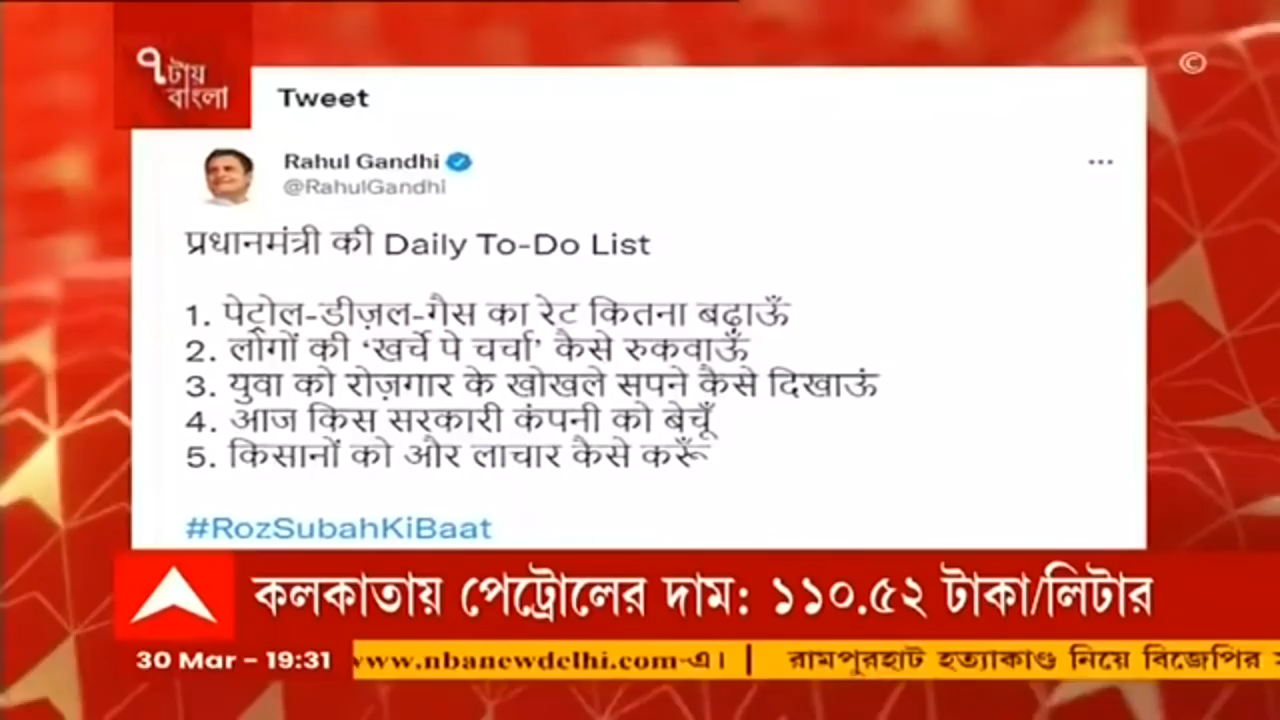 ৭টায়
বাংলা
©
Tweet
Rahul Gandhi
@RahulGandhi
प्रधानमंत्री की Daily To-Do List
1. पेट्रोल-डीज़ल-गैस का रेट कितना बढ़ाऊँ
2. लोगों की ‘खर्चे पे चर्चा’ कैसे रुकवाऊँ
3. युवा को रोज़गार के खोखले सपने कैसे दिखाऊं
4. आज किस सरकारी कंपनी को बेचूँ
5. किसानों को और लाचार कैसे करूँ
#RozSubahKiBaat
কলকাতায় পেট্রোলের দাম: ১১০.৫২ টাকা/লিটার
30 Mar – 19:31
www.nbanewdelhi.com-এ। | রামপুরহাট হত্যাকাণ্ড নিয়ে বিজেপির